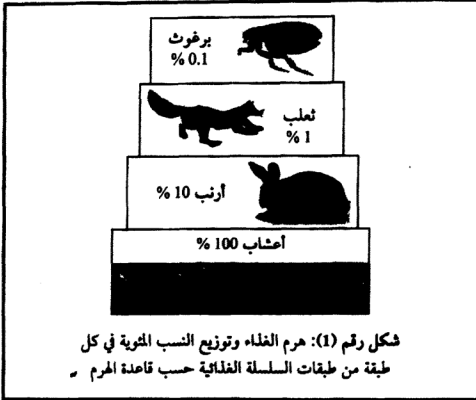 برغوث
0.1 %
ثعلب
1 %
أرنب 10 %
أعشاب 100 %
شكل رقم (1): هرم الغذاء وتوزيع النسب المئوية في كل
طبقة من طبقات السلسلة الغذائية حسب قاعدة الهرم